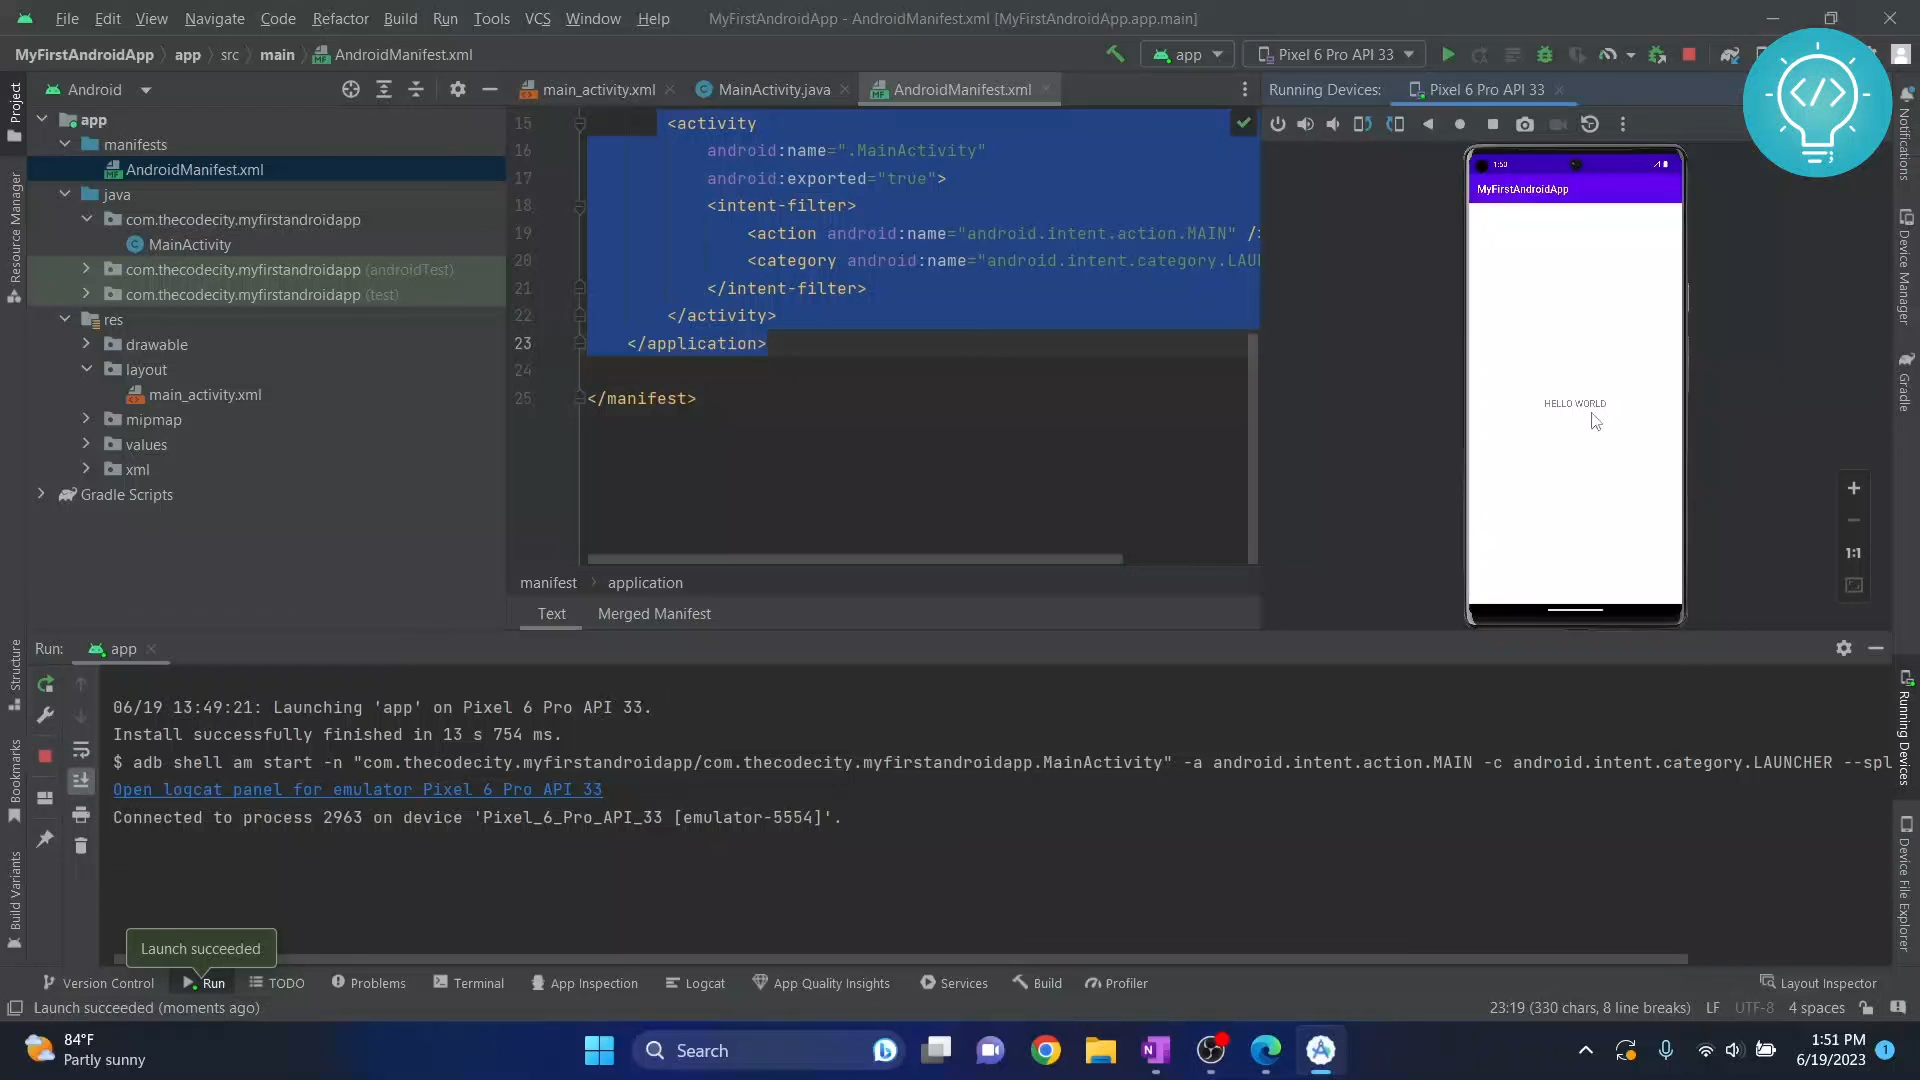 File Edit View Navigate Code Refactor Build Run Tools VCS Window Help MyFirstAndroidApp - AndroidManifest.xml [MyFirstAndroidApp.app.main]
MyFirstAndroidApp app src main AndroidManifest.xml app Pixel 6 Pro API 33
Android main_activity.xml MainActivity.java AndroidManifest.xml Running Devices: Pixel 6 Pro API 33
Project
Resource Manager
Structure
Bookmarks
Build Variants
app
manifests
AndroidManifest.xml
java
com.thecodecity.myfirstandroidapp
MainActivity
com.thecodecity.myfirstandroidapp (androidTest)
com.thecodecity.myfirstandroidapp (test)
res
drawable
layout
main_activity.xml
mipmap
values
xml
Gradle Scripts
15 <activity
16 android:name=".MainActivity"
17 android:exported="true">
18 <intent-filter>
19 <action android:name="android.intent.action.MAIN" />
20 <category android:name="android.intent.category.LAU
21 </intent-filter>
22 </activity>
23 </application>
24
25 </manifest>
manifest application
Text Merged Manifest
1:50
MyFirstAndroidApp
HELLO WORLD
1:1
Notifications
Device Manager
Gradle
Running Devices
Device File Explorer
Run: app
06/19 13:49:21: Launching 'app' on Pixel 6 Pro API 33.
Install successfully finished in 13 s 754 ms.
$ adb shell am start -n "com.thecodecity.myfirstandroidapp/com.thecodecity.myfirstandroidapp.MainActivity" -a android.intent.action.MAIN -c android.intent.category.LAUNCHER --spl
Open logcat panel for emulator Pixel 6 Pro API 33
Connected to process 2963 on device 'Pixel_6_Pro_API_33 [emulator-5554]'.
Launch succeeded
Version Control Run TODO Problems Terminal App Inspection Logcat App Quality Insights Services Build Profiler Layout Inspector
Launch succeeded (moments ago) 23:19 (330 chars, 8 line breaks) LF UTF-8 4 spaces
84°F
Partly sunny
Search
1:51 PM
6/19/2023
1